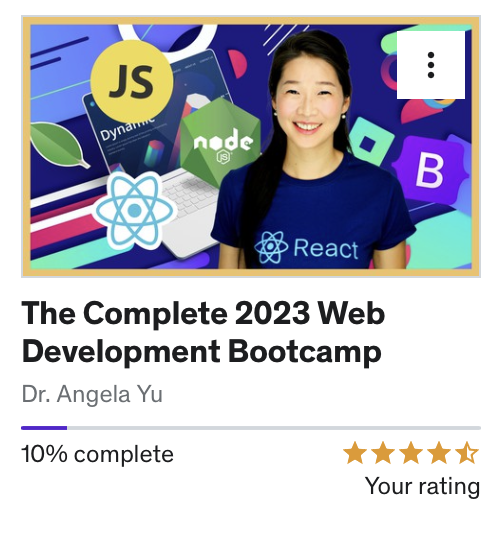 JS
Dynamic
node
JS
B
React
The Complete 2023 Web
Development Bootcamp
Dr. Angela Yu
10% complete
Your rating